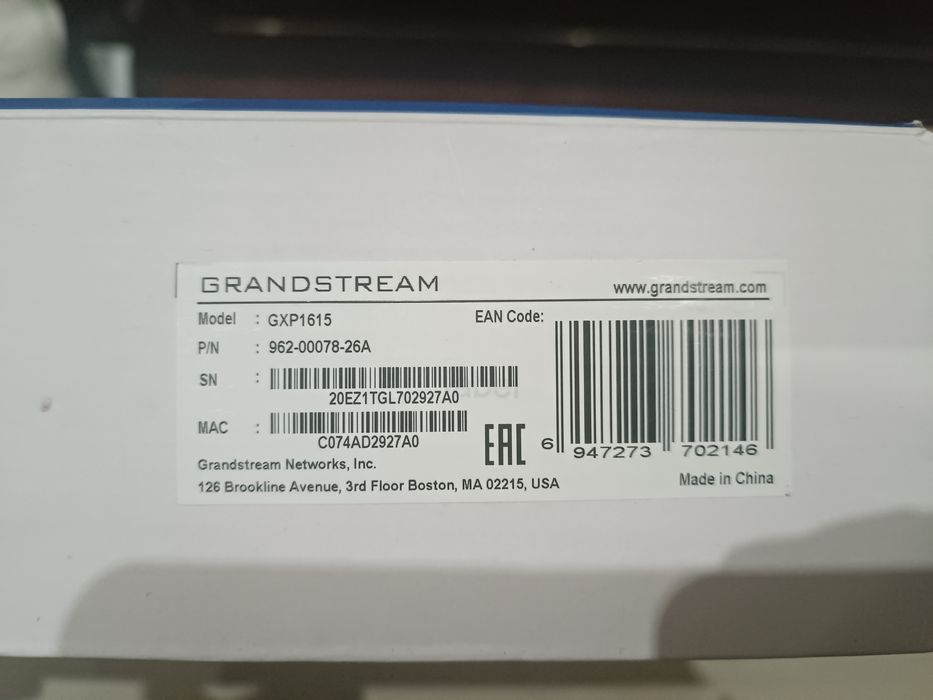 GRANDSTREAM
www.grandstream.com
Model : GXP1615
EAN Code:
P/N : 962-00078-26A
SN :
20EZ1TGL702927A0
MAC :
C074AD2927A0
EAC
6 947273 702146
Grandstream Networks, Inc.
126 Brookline Avenue, 3rd Floor Boston, MA 02215, USA
Made in China